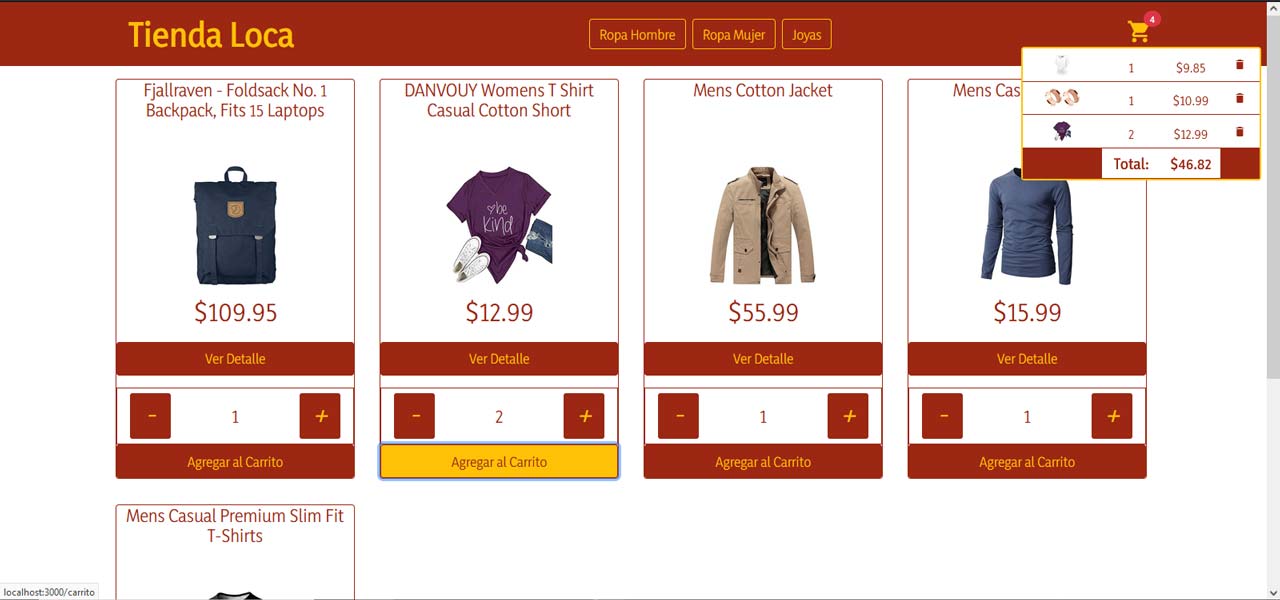 Tienda Loca
Ropa Hombre
Ropa Mujer
Joyas
4
1 $9.85
1 $10.99
2 $12.99
Total: $46.82
Fjallraven - Foldsack No. 1
Backpack, Fits 15 Laptops
$109.95
Ver Detalle
- 1 +
Agregar al Carrito
DANVOUY Womens T Shirt
Casual Cotton Short
be
kind
$12.99
Ver Detalle
- 2 +
Agregar al Carrito
Mens Cotton Jacket
$55.99
Ver Detalle
- 1 +
Agregar al Carrito
Mens Cas
$15.99
Ver Detalle
- 1 +
Agregar al Carrito
Mens Casual Premium Slim Fit
T-Shirts
localhost:3000/carrito